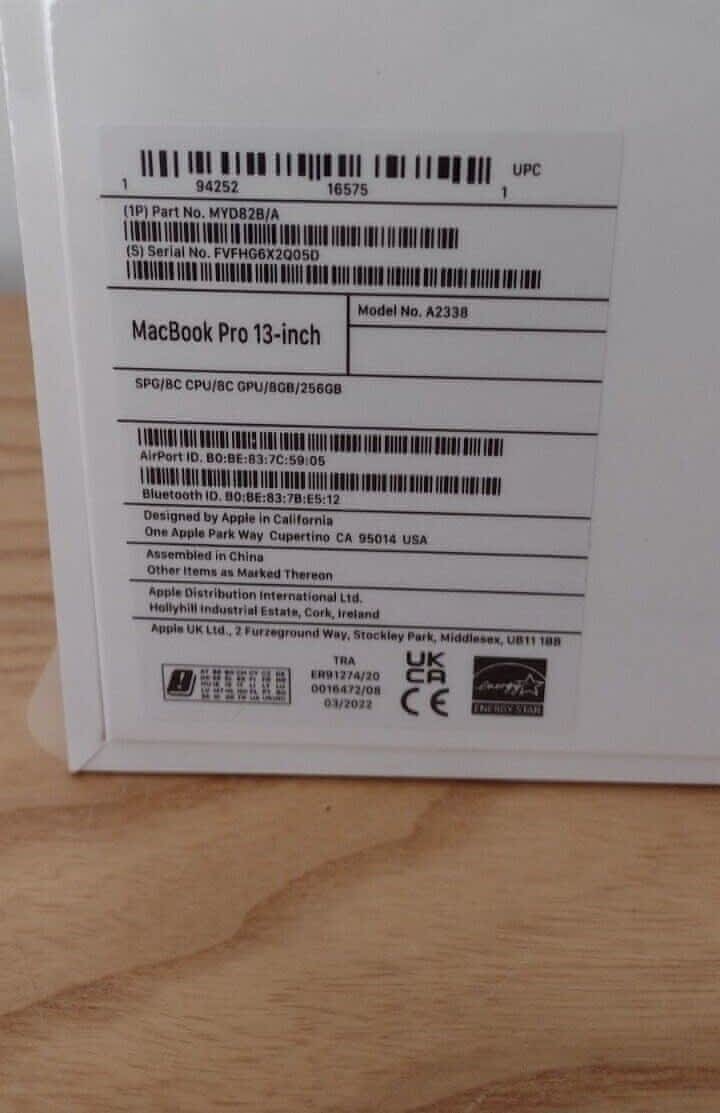 UPC
1 94252 16575 1
(1P) Part No. MYD82B/A
(S) Serial No. FVFHG6X2Q05D
MacBook Pro 13-inch
Model No. A2338
SPG/8C CPU/8C GPU/8GB/256GB
AirPort ID. B0:BE:83:7C:59:05
Bluetooth ID. B0:BE:83:7B:E5:12
Designed by Apple in California
One Apple Park Way Cupertino CA 95014 USA
Assembled in China
Other Items as Marked Thereon
Apple Distribution International Ltd.
Hollyhill Industrial Estate, Cork, Ireland
Apple UK Ltd., 2 Furzeground Way, Stockley Park, Middlesex, UB11 1BB
TRA
ER91274/20
0016472/08
03/2022
UK
CA
CE
energy
ENERGY STAR